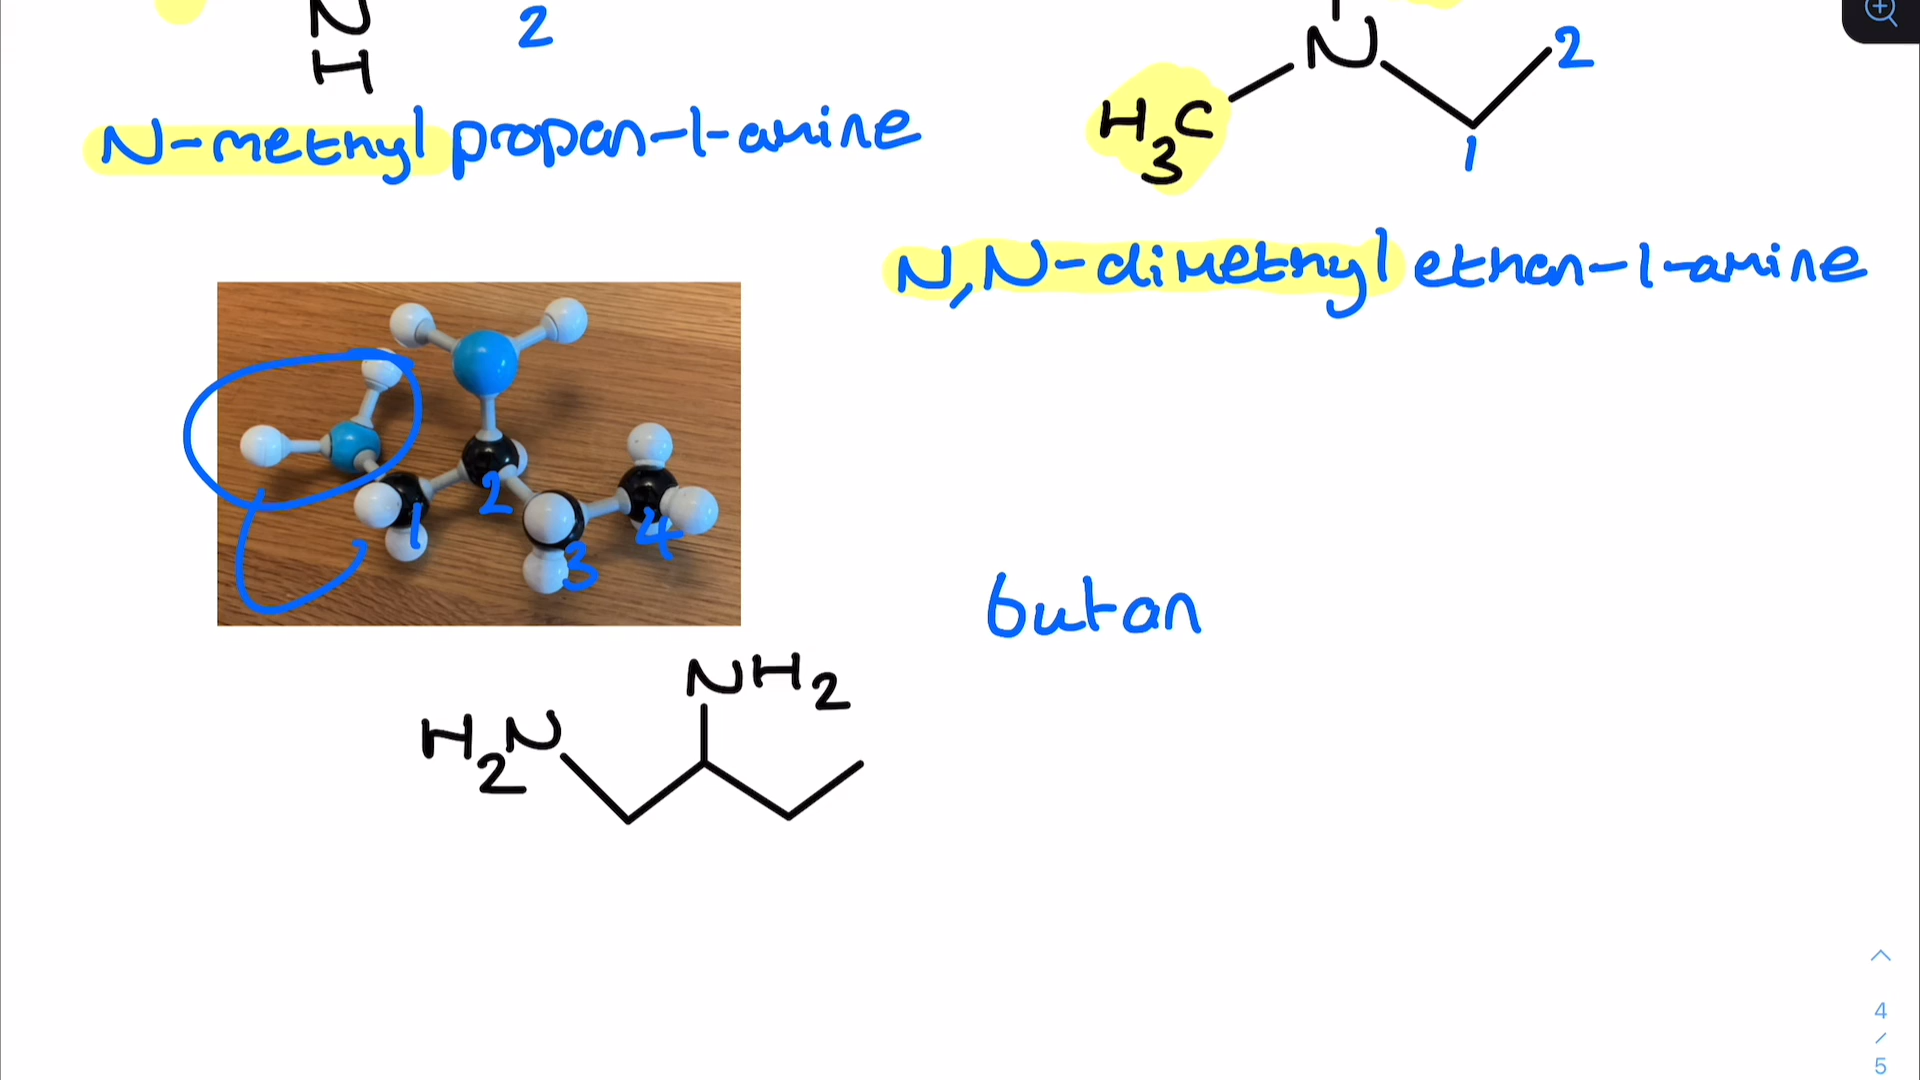 N
H
2
N-methyl propan-1-amine
N
2
H3C
1
N,N-dimethyl ethan-1-amine
1
2
3
4
butan
NH2
H2N
4
/
5